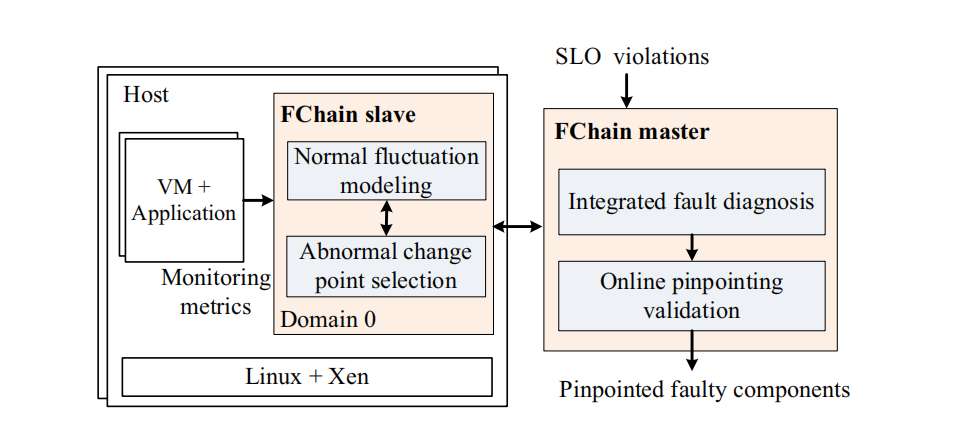 Host
FChain slave
Normal fluctuation
modeling
VM +
Application
Abnormal change
point selection
Monitoring
metrics
Domain 0
Linux + Xen
SLO violations
FChain master
Integrated fault diagnosis
Online pinpointing
validation
Pinpointed faulty components